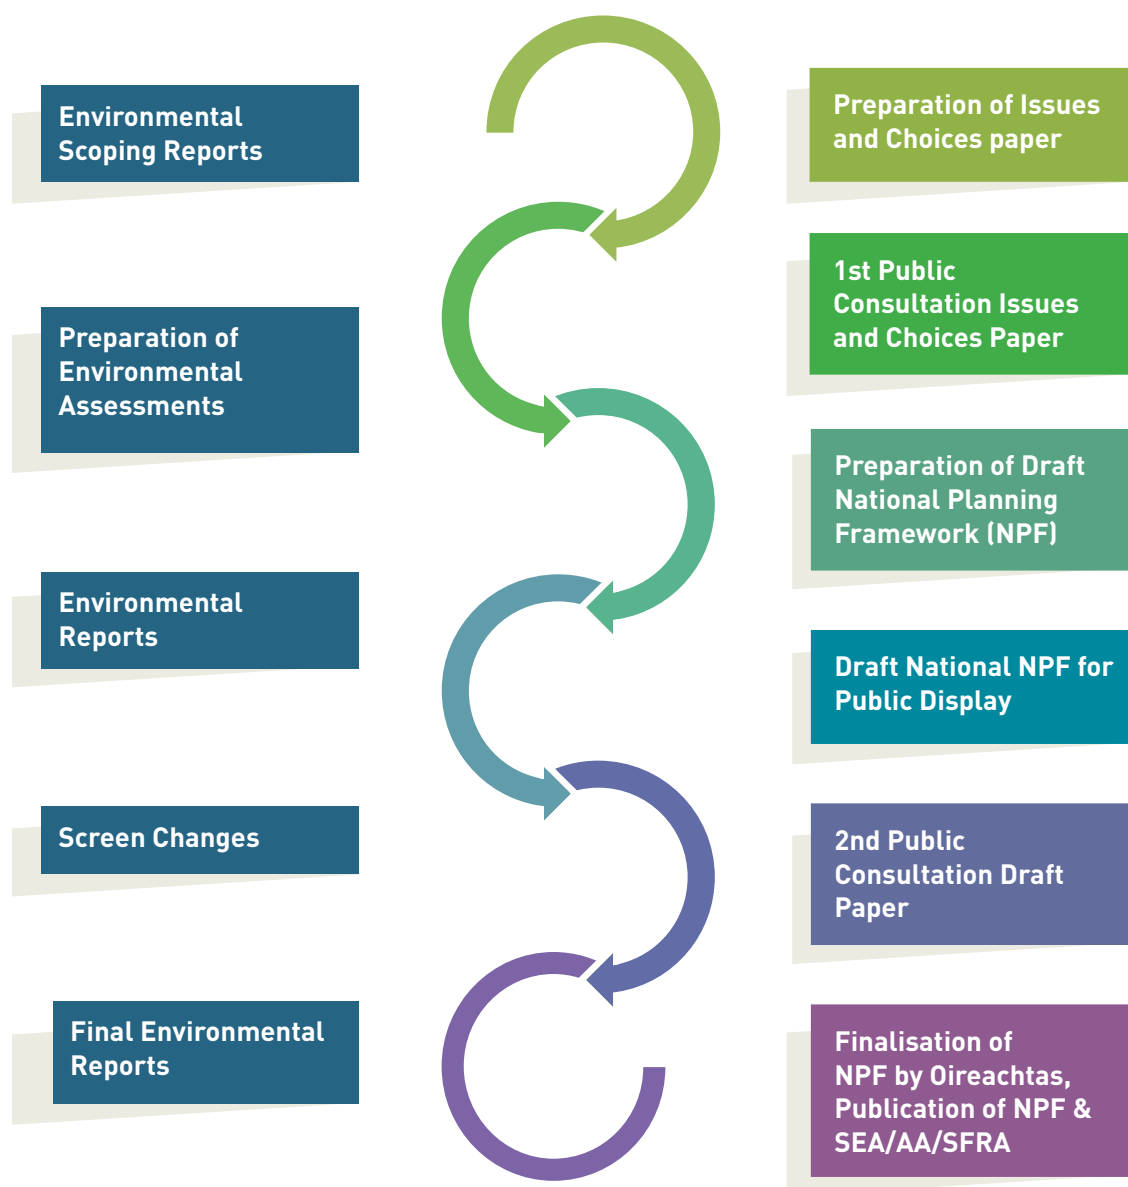 Environmental
Scoping Reports
Preparation of
Environmental
Assessments
Environmental
Reports
Screen Changes
Final Environmental
Reports
Preparation of Issues
and Choices paper
1st Public
Consultation Issues
and Choices Paper
Preparation of Draft
National Planning
Framework (NPF)
Draft National NPF for
Public Display
2nd Public
Consultation Draft
Paper
Finalisation of
NPF by Oireachtas,
Publication of NPF &
SEA/AA/SFRA